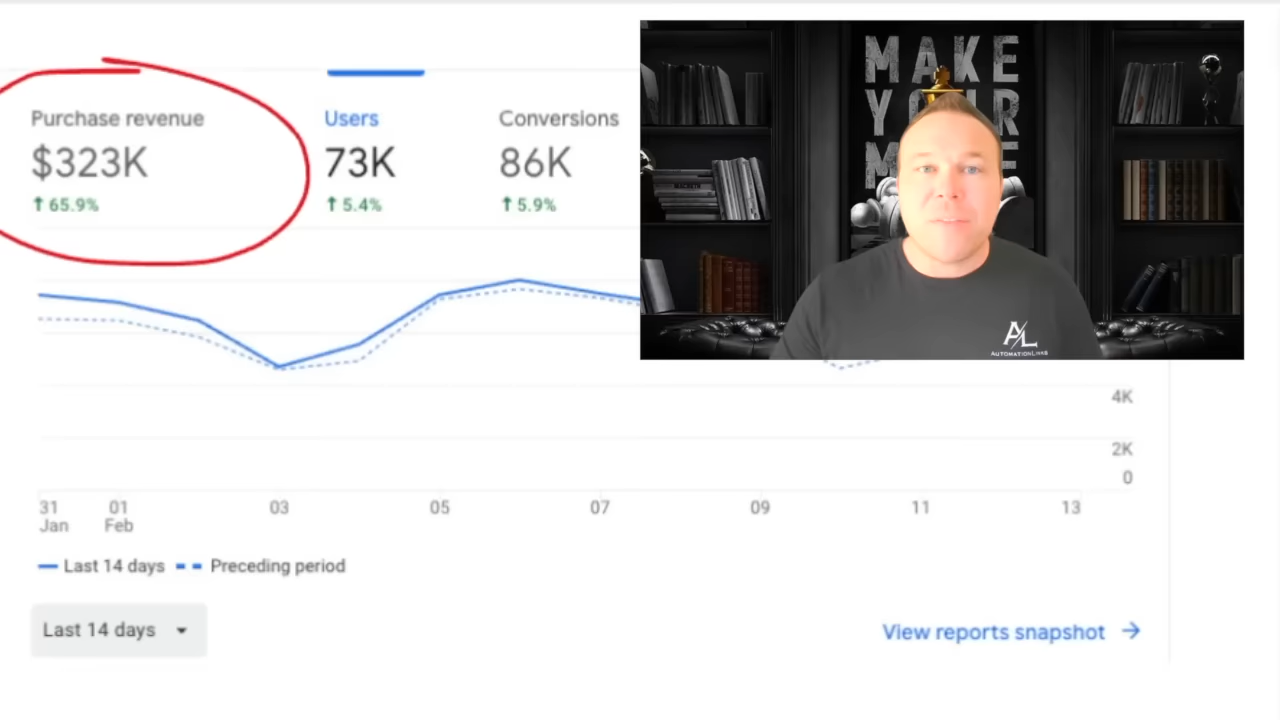 Purchase revenue
$323K
65.9%
Users
73K
5.4%
Conversions
86K
5.9%
MAKE
YOUR
A/L
AUTOMATIONLINKS
4K
2K
0
31 01 03 05 07 09 11 13
Jan Feb
Last 14 days Preceding period
Last 14 days
View reports snapshot